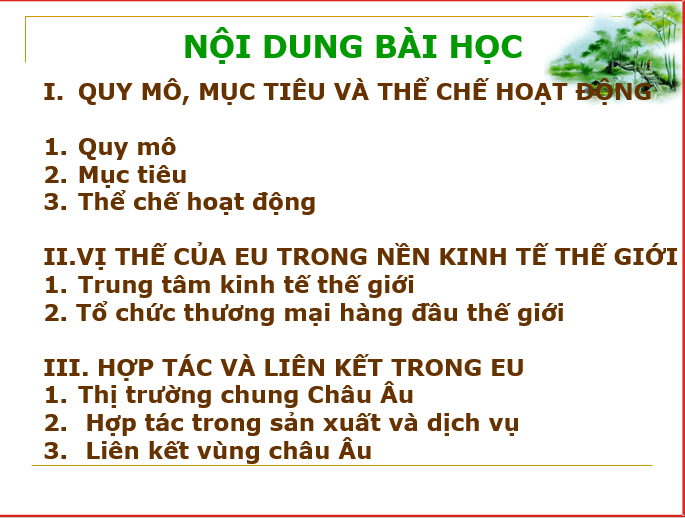 NỘI DUNG BÀI HỌC
I. QUY MÔ, MỤC TIÊU VÀ THỂ CHẾ HOẠT ĐỘNG
1. Quy mô
2. Mục tiêu
3. Thể chế hoạt động
II.VỊ THẾ CỦA EU TRONG NỀN KINH TẾ THẾ GIỚI
1. Trung tâm kinh tế thế giới
2. Tổ chức thương mại hàng đầu thế giới
III. HỢP TÁC VÀ LIÊN KẾT TRONG EU
1. Thị trường chung Châu Âu
2. Hợp tác trong sản xuất và dịch vụ
3. Liên kết vùng châu Âu